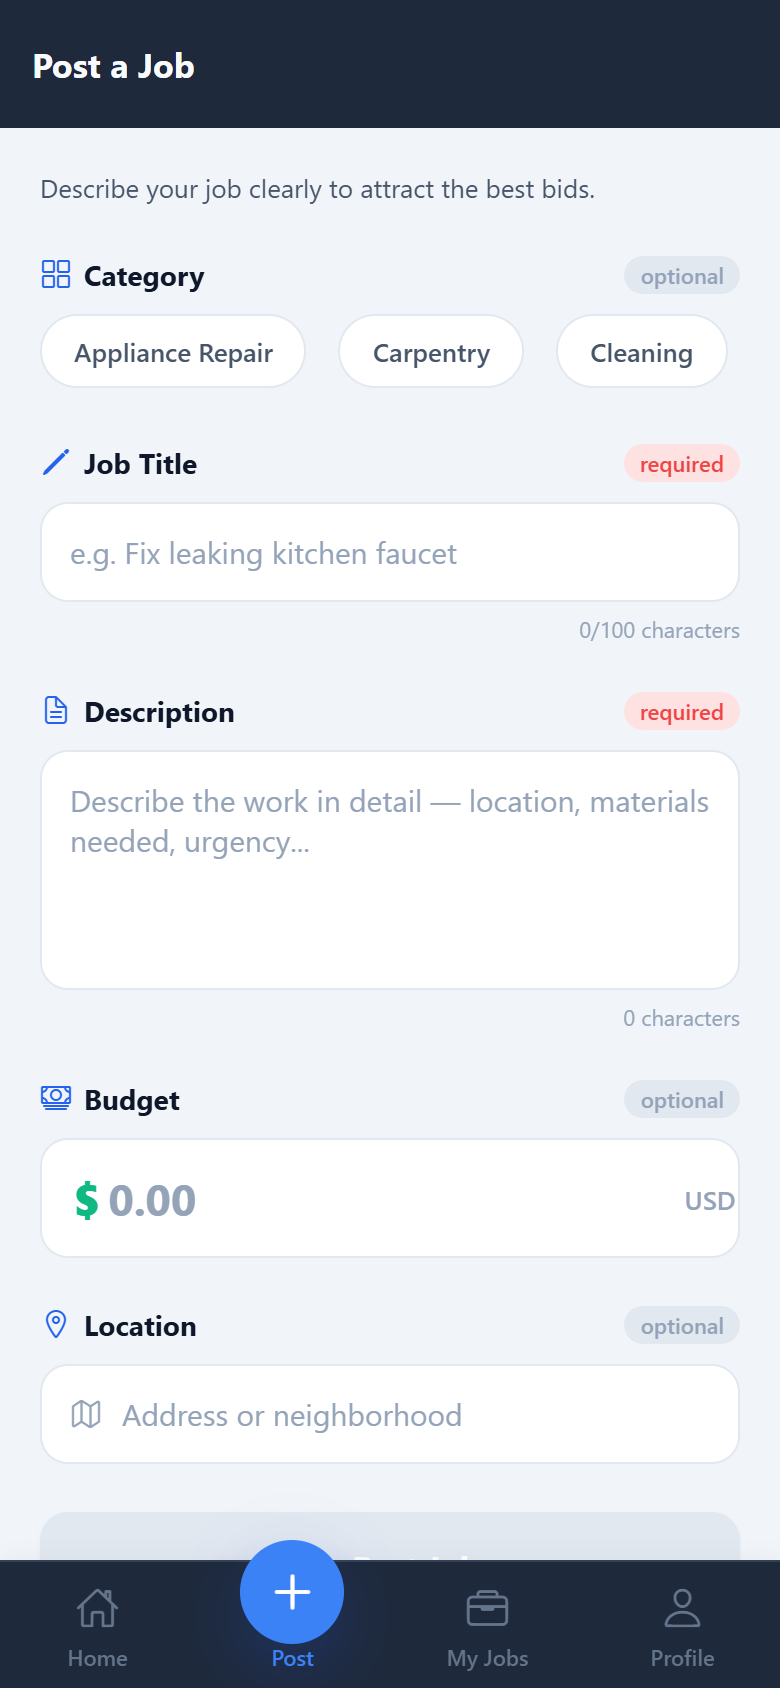 Post a Job
Describe your job clearly to attract the best bids.
Category
optional
Appliance Repair
Carpentry
Cleaning
Job Title
required
e.g. Fix leaking kitchen faucet
0/100 characters
Description
required
Describe the work in detail — location, materials
needed, urgency...
0 characters
Budget
optional
$ 0.00
USD
Location
optional
Address or neighborhood
Home
Post
My Jobs
Profile